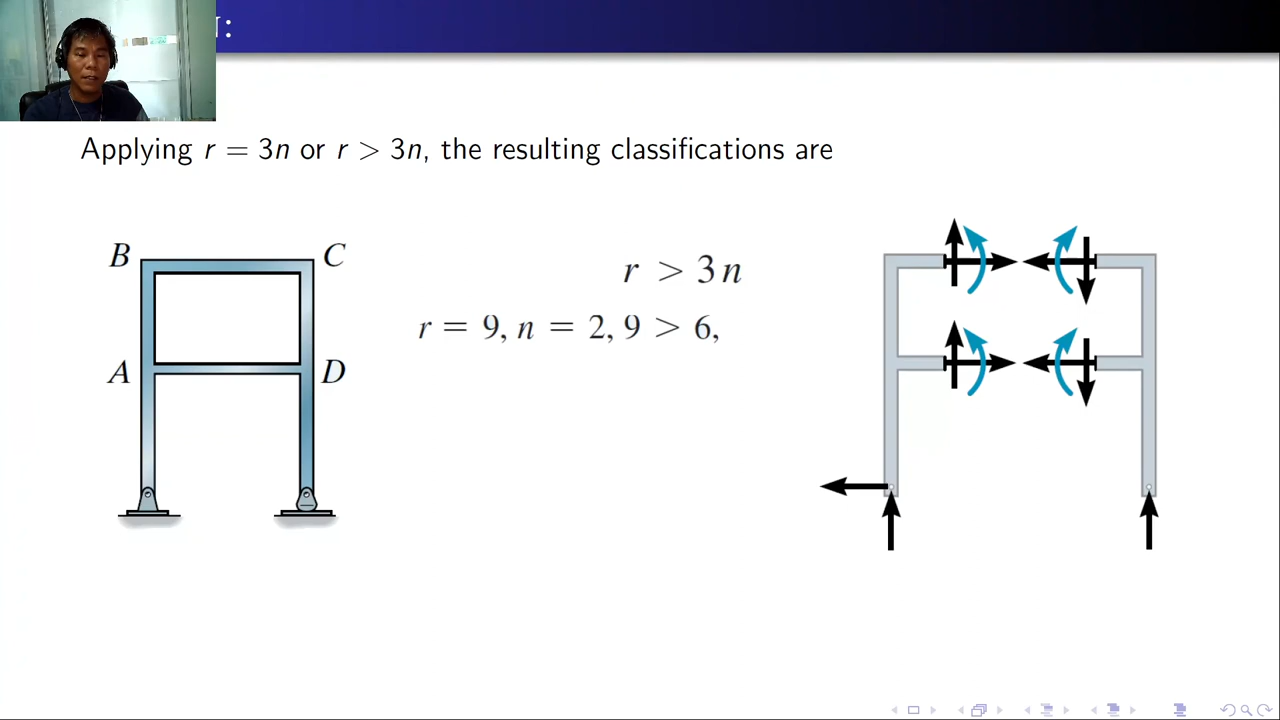 :
Applying r = 3n or r > 3n, the resulting classifications are
B
C
A
D
r > 3n
r = 9, n = 2, 9 > 6,